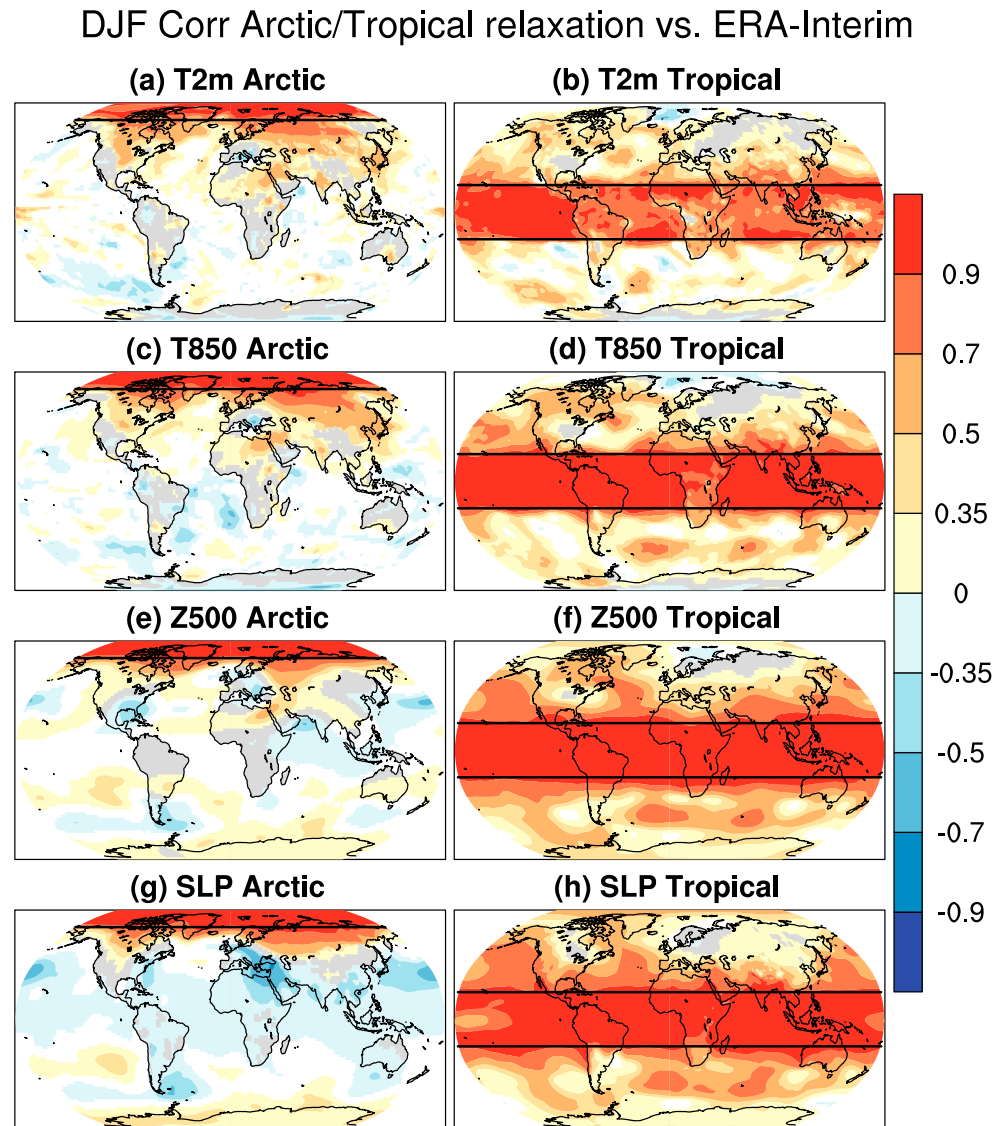 DJF Corr Arctic/Tropical relaxation vs. ERA-Interim
(a) T2m Arctic
(b) T2m Tropical
(c) T850 Arctic
(d) T850 Tropical
(e) Z500 Arctic
(f) Z500 Tropical
(g) SLP Arctic
(h) SLP Tropical
0.9
0.7
0.5
0.35
0
-0.35
-0.5
-0.7
-0.9